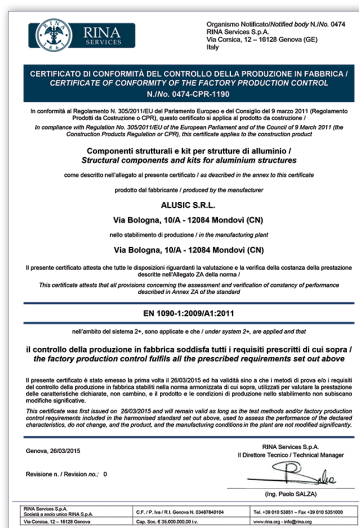 RINA
SERVICES
Organismo Notificato/Notified body N./No. 0474
RINA Services S.p.A.
Via Corsica, 12 – 16128 Genova (GE)
Italy
CERTIFICATO DI CONFORMITÀ DEL CONTROLLO DELLA PRODUZIONE IN FABBRICA /
CERTIFICATE OF CONFORMITY OF THE FACTORY PRODUCTION CONTROL
N./No. 0474-CPR-1190
In conformità al Regolamento N. 305/2011/EU del Parlamento Europeo e del Consiglio del 9 marzo 2011 (Regolamento
Prodotti da Costruzione o CPR), questo certificato si applica al prodotto da costruzione /
In compliance with Regulation No. 305/2011/EU of the European Parliament and of the Council of 9 March 2011 (the
Construction Products Regulation or CPR), this certificate applies to the construction product
Componenti strutturali e kit per strutture di alluminio /
Structural components and kits for aluminium structures
come descritto nell'allegato al presente certificato / as described in the annex to this certificate
prodotto dal fabbricante / produced by the manufacturer
ALUSIC S.R.L.
Via Bologna, 10/A - 12084 Mondovì (CN)
nello stabilimento di produzione / in the manufacturing plant
Via Bologna, 10/A - 12084 Mondovì (CN)
Il presente certificato attesta che tutte le disposizioni riguardanti la valutazione e la verifica della costanza della prestazione
descritte nell'Allegato ZA della norma /
This certificate attests that all provisions concerning the assessment and verification of constancy of performance
described in Annex ZA of the standard
EN 1090-1:2009/A1:2011
nell'ambito del sistema 2+, sono applicate e che / under system 2+, are applied and that
il controllo della produzione in fabbrica soddisfa tutti i requisiti prescritti di cui sopra /
the factory production control fulfils all the prescribed requirements set out above
Il presente certificato è stato emesso la prima volta il 26/03/2015 ed ha validità sino a che i metodi di prova e/o i requisiti
del controllo della produzione in fabbrica stabiliti nella norma armonizzata di cui sopra, utilizzati per valutare la prestazione
delle caratteristiche dichiarate, non cambino, e il prodotto e le condizioni di produzione nello stabilimento non subiscano
modifiche significative.
This certificate was first issued on 26/03/2015 and will remain valid as long as the test methods and/or factory production
control requirements included in the harmonised standard set out above, used to assess the performance of the declared
characteristics, do not change, and the product, and the manufacturing conditions in the plant are not modified significantly.
Genova, 26/03/2015
RINA Services S.p.A.
Il Direttore Tecnico / Technical Manager
Revisione n. / Revision no.: 0
(Ing. Paolo SALZA)
RINA Services S.p.A.
Società a socio unico RINA S.p.A.
Via Corsica, 12 – 16128 Genova
C.F. / P. Iva / R.I. Genova N. 03487840104
Cap. Soc. € 35.000.000,00 i.v.
Tel. +39 010 53851 – Fax +39 010 5351000
www.rina.org - info@rina.org